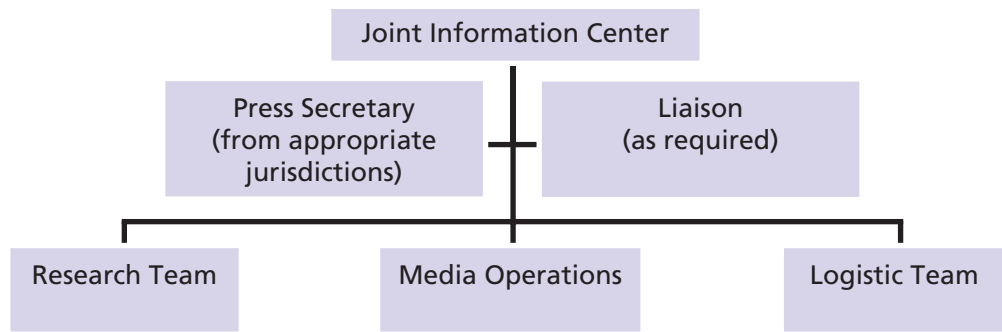 Joint Information Center
Press Secretary
(from appropriate
jurisdictions)
Liaison
(as required)
Research Team
Media Operations
Logistic Team